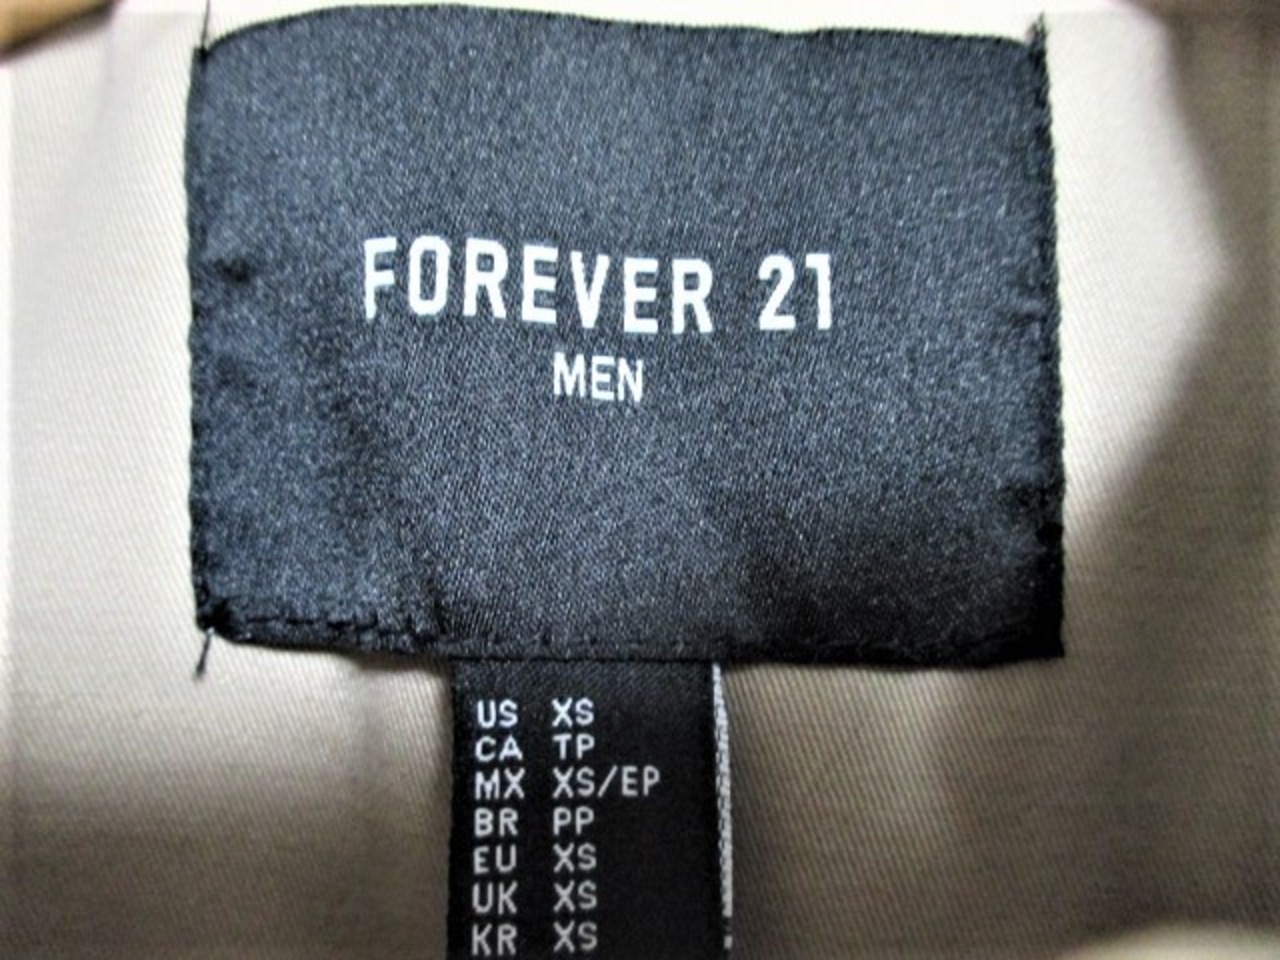 FOREVER 21
MEN
US XS
CA TP
MX XS/EP
BR PP
EU XS
UK XS
KR XS